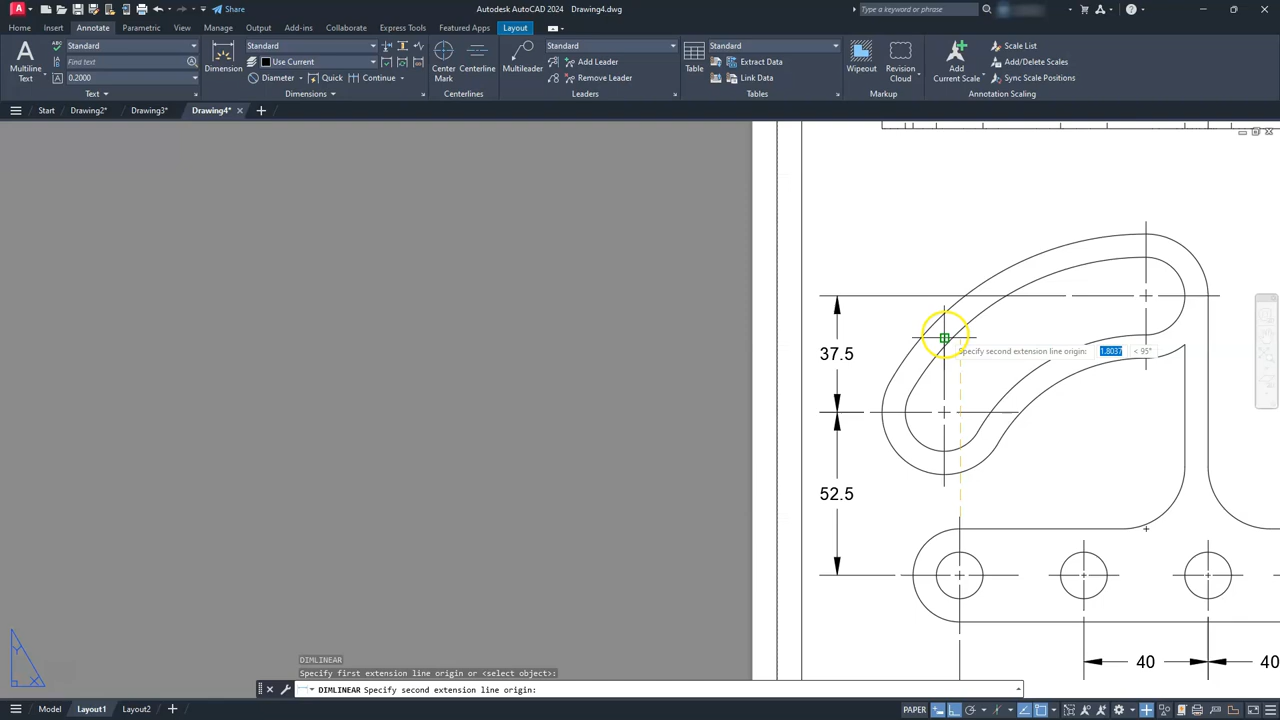 Share
Autodesk AutoCAD 2024 Drawing4.dwg
Type a keyword or phrase
Home Insert Annotate Parametric View Manage Output Add-ins Collaborate Express Tools Featured Apps Layout
A Standard Standard Standard Standard
Find text Use Current Add Leader Extract Data Scale List
Multiline Text Dimension Center Mark Centerline Multileader Table Wipeout Revision Cloud Add Current Scale Add/Delete Scales
0.2000 Diameter Quick Continue Remove Leader Link Data Sync Scale Positions
Text Dimensions Centerlines Leaders Tables Markup Annotation Scaling
Start Drawing2* Drawing3* Drawing4*
Specify second extension line origin: 1.8037 < 95°
37.5
52.5
40 40
Y
X
DIMLINEAR
Specify first extension line origin or <select object>:
DIMLINEAR Specify second extension line origin:
Model Layout1 Layout2
PAPER